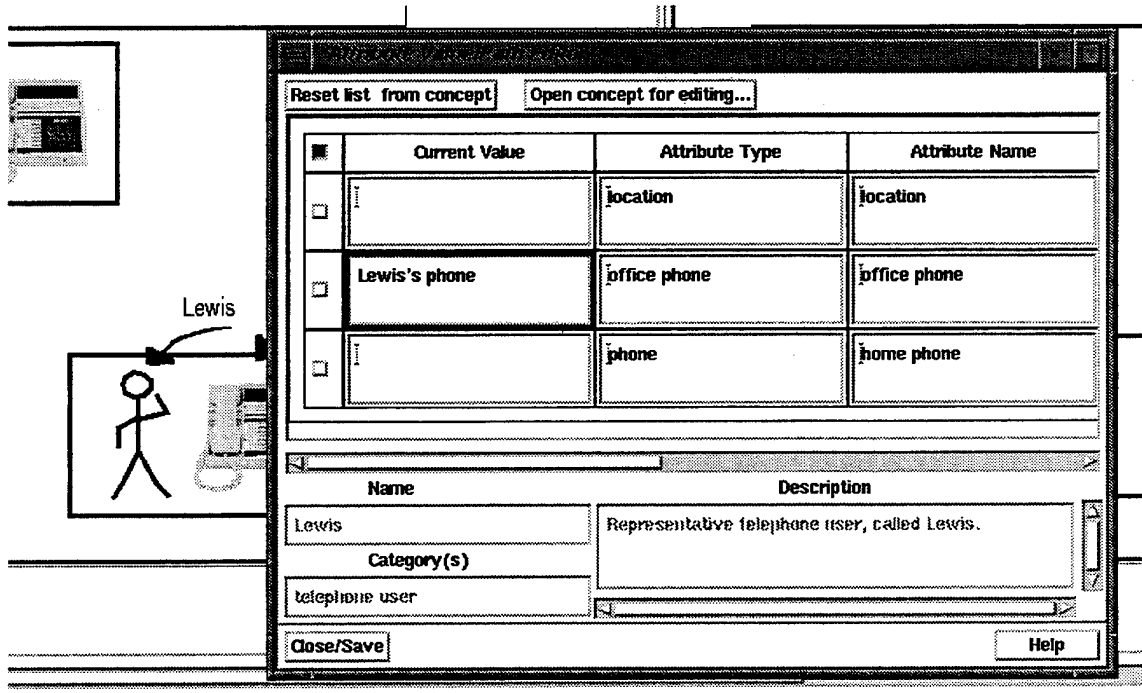 Reset list from concept Open concept for editing...
Current Value Attribute Type Attribute Name
location location
Lewis's phone office phone office phone
phone home phone
Lewis
Name Description
Lewis Representative telephone user, called Lewis.
Category(s)
telephone user
Close/Save Help